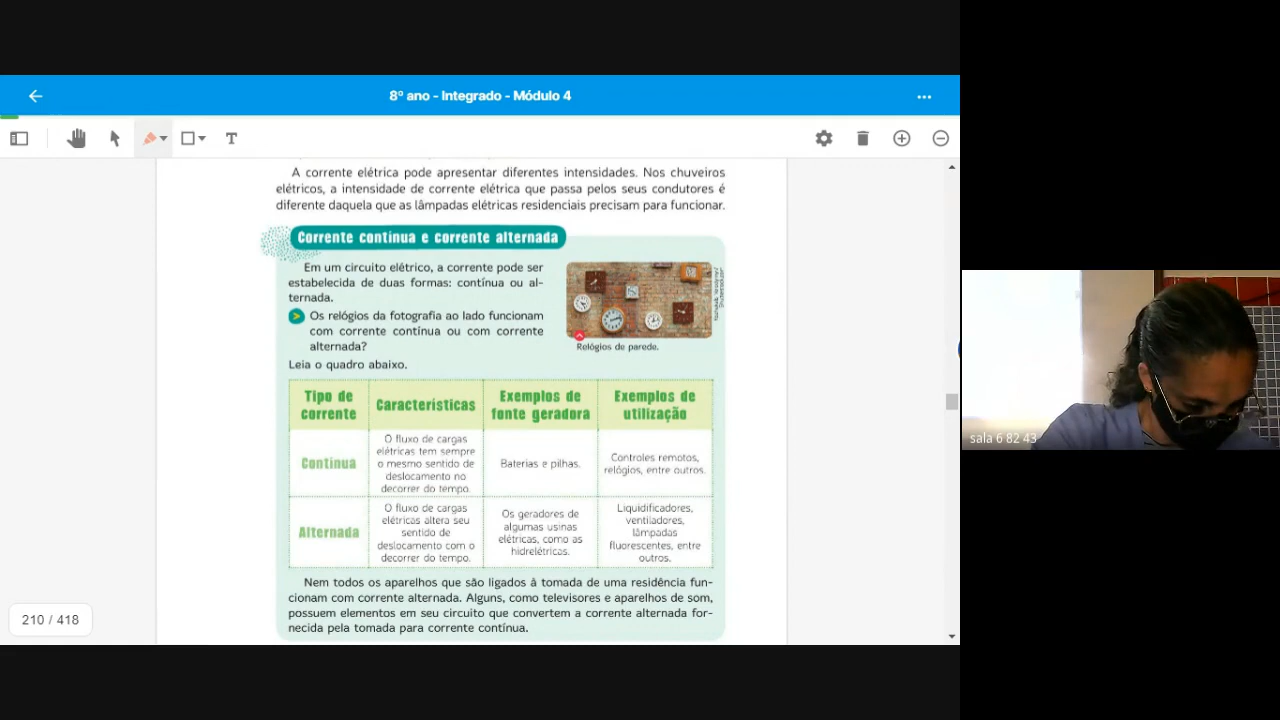 8º ano - Integrado - Módulo 4
T
A corrente elétrica pode apresentar diferentes intensidades. Nos chuveiros
elétricos, a intensidade de corrente elétrica que passa pelos seus condutores é
diferente daquela que as lâmpadas elétricas residenciais precisam para funcionar.
Corrente contínua e corrente alternada
Em um circuito elétrico, a corrente pode ser
estabelecida de duas formas: contínua ou al-
ternada.
Os relógios da fotografia ao lado funcionam
com corrente contínua ou com corrente
alternada?
Relógios de parede.
Leia o quadro abaixo.
Tipo de
corrente
Características
Exemplos de
fonte geradora
Exemplos de
utilização
Contínua
O fluxo de cargas
elétricas tem sempre
o mesmo sentido de
deslocamento no
decorrer do tempo.
Baterias e pilhas.
Controles remotos,
relógios, entre outros.
Alternada
O fluxo de cargas
elétricas altera seu
sentido de
deslocamento com o
decorrer do tempo.
Os geradores de
algumas usinas
elétricas, como as
hidrelétricas.
Liquidificadores,
ventiladores,
lâmpadas
fluorescentes, entre
outros.
Nem todos os aparelhos que são ligados à tomada de uma residência fun-
cionam com corrente alternada. Alguns, como televisores e aparelhos de som,
possuem elementos em seu circuito que convertem a corrente alternada for-
necida pela tomada para corrente contínua.
210 / 418
sala 6 82 43